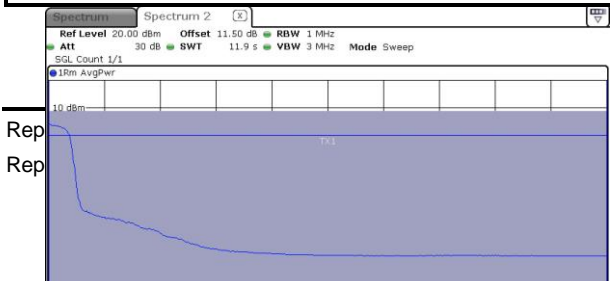 Spectrum Spectrum 2 X
Ref Level 20.00 dBm Offset 11.50 dB RBW 1 MHz
Att 30 dB SWT 11.9 s VBW 3 MHz Mode Sweep
SGL Count 1/1
1Rm AvgPwr
10 dBm
TX1
Rep
Rep